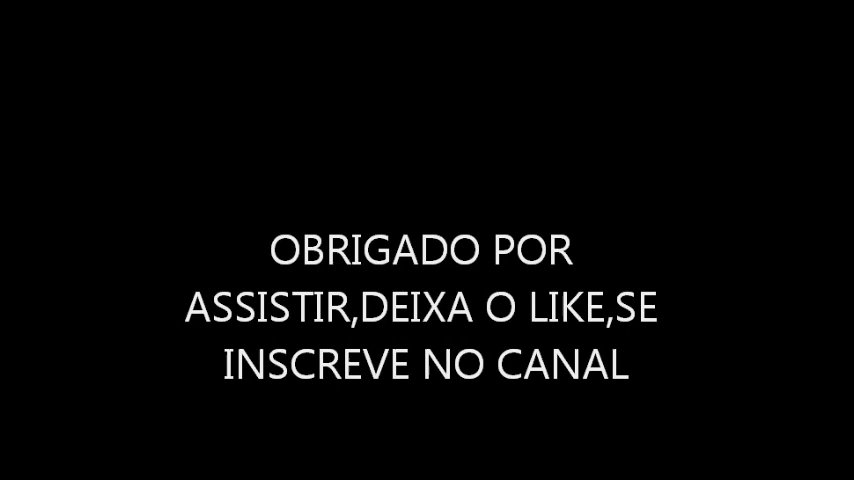 OBRIGADO POR
ASSISTIR,DEIXA O LIKE,SE
INSCREVE NO CANAL